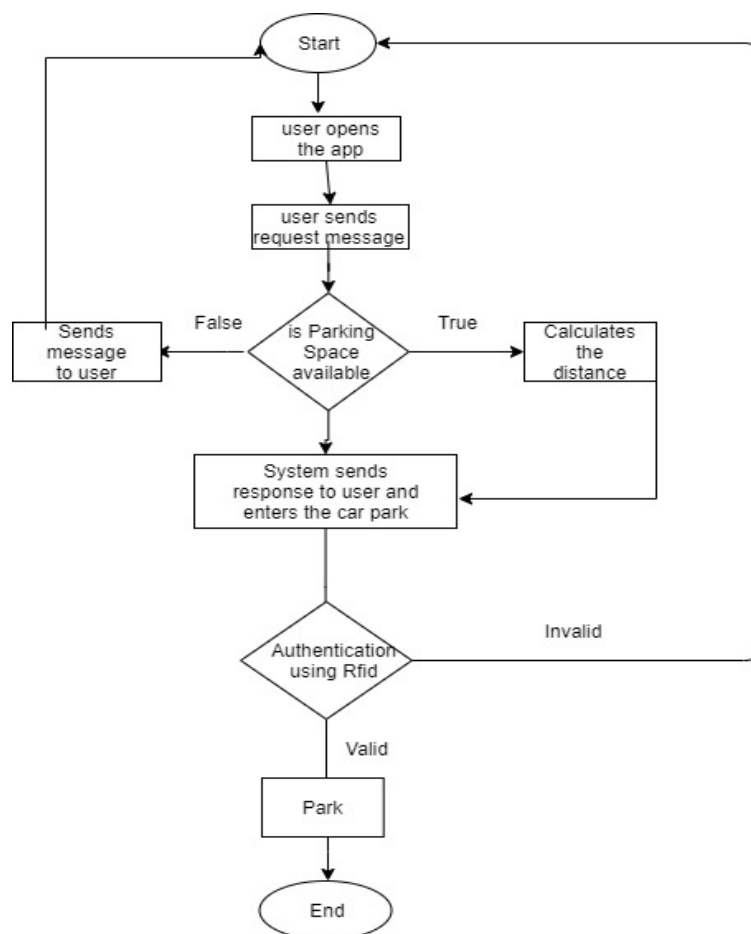 Start
user opens
the app
user sends
request message
False
is Parking
Space
available
True
Sends
message
to user
Calculates
the
distance
System sends
response to user and
enters the car park
Authentication
using Rfid
Invalid
Valid
Park
End